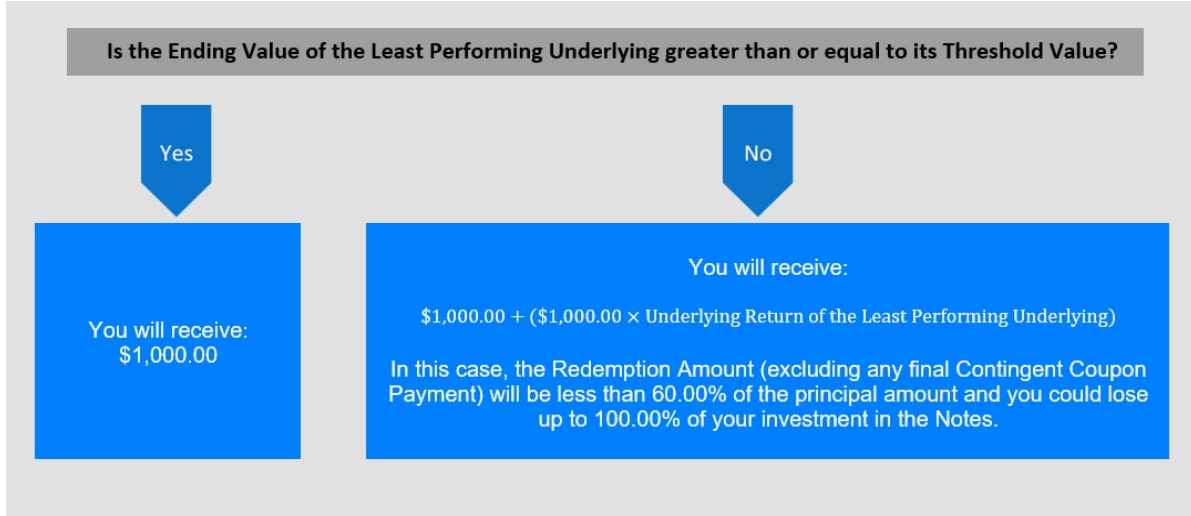 Is the Ending Value of the Least Performing Underlying greater than or equal to its Threshold Value?
Yes
No
You will receive:
$1,000.00
You will receive:
$1,000.00 + ($1,000.00 × Underlying Return of the Least Performing Underlying)
In this case, the Redemption Amount (excluding any final Contingent Coupon
Payment) will be less than 60.00% of the principal amount and you could lose
up to 100.00% of your investment in the Notes.